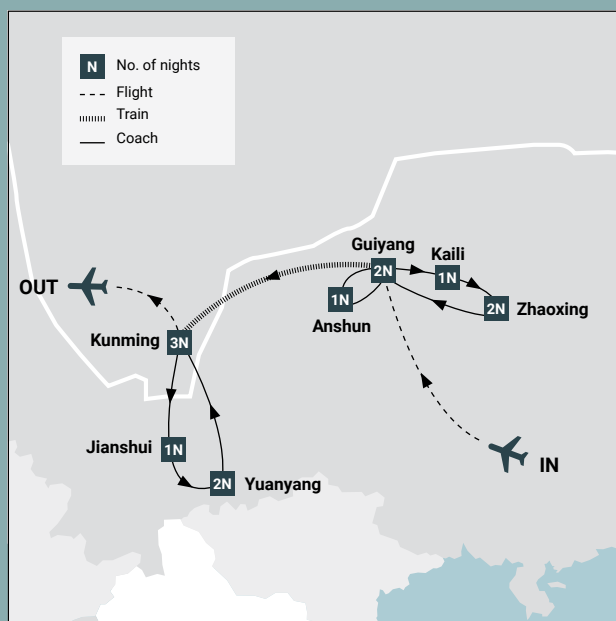 N No. of nights
Flight
Train
Coach
Guiyang
2N
Kaili
1N
Zhaoxing
2N
Anshun
1N
OUT
Kunming
3N
Jianshui
1N
Yuanyang
2N
IN